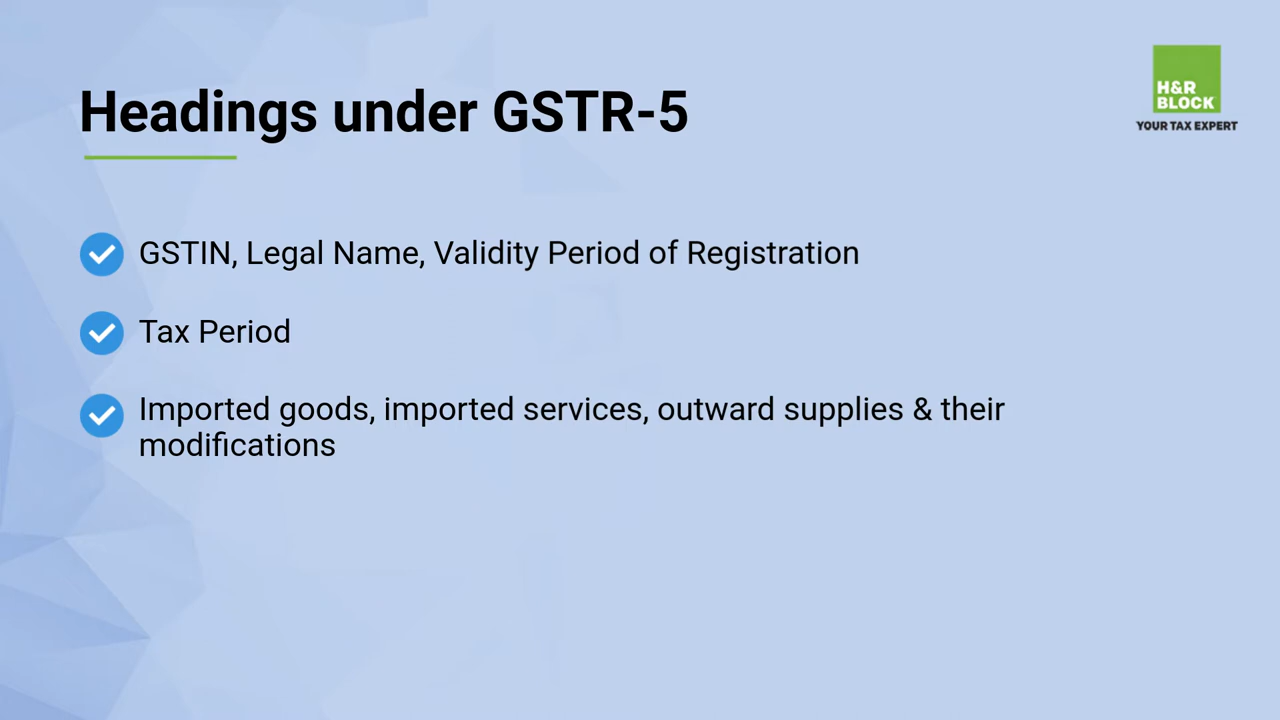 Headings under GSTR-5
H&R
BLOCK
YOUR TAX EXPERT
GSTIN, Legal Name, Validity Period of Registration
Tax Period
Imported goods, imported services, outward supplies & their
modifications